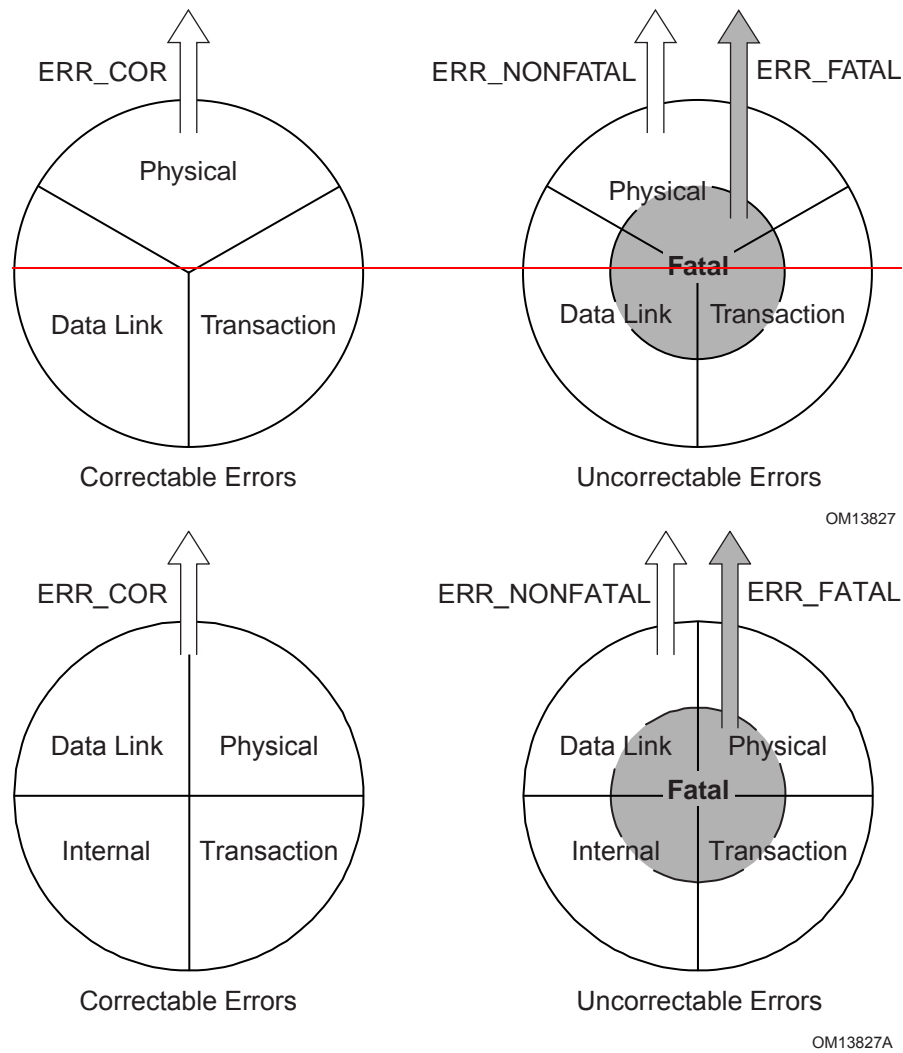 ERR_COR
ERR_NONFATAL
ERR_FATAL
Physical
Physical
Fatal
Data Link
Transaction
Data Link
Transaction
Correctable Errors
Uncorrectable Errors
OM13827
ERR_COR
ERR_NONFATAL
ERR_FATAL
Data Link
Physical
Data Link
Physical
Fatal
Internal
Transaction
Internal
Transaction
Correctable Errors
Uncorrectable Errors
OM13827A